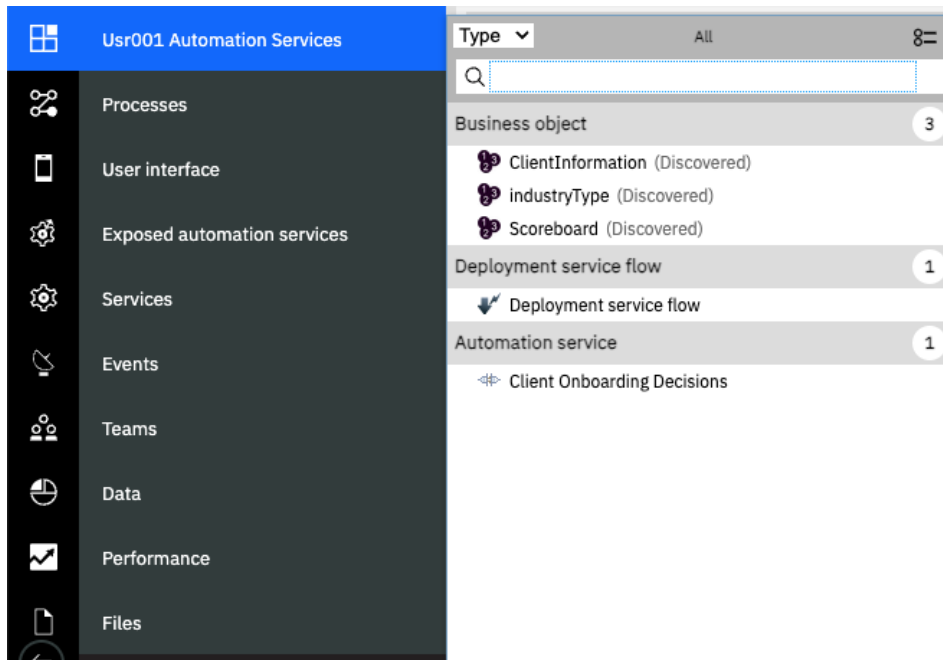 Usr001 Automation Services
Processes
User interface
Exposed automation services
Services
Events
Teams
Data
Performance
Files
Type All
Business object 3
ClientInformation (Discovered)
industryType (Discovered)
Scoreboard (Discovered)
Deployment service flow 1
Deployment service flow
Automation service 1
Client Onboarding Decisions